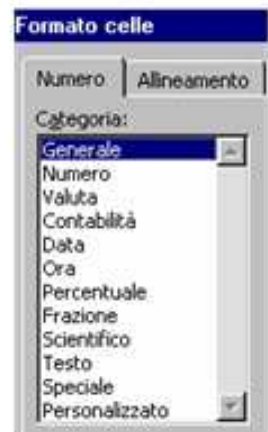 Formato celle
Numero Allineamento
Categoria:
Generale
Numero
Valuta
Contabilità
Data
Ora
Percentuale
Frazione
Scientifico
Testo
Speciale
Personalizzato